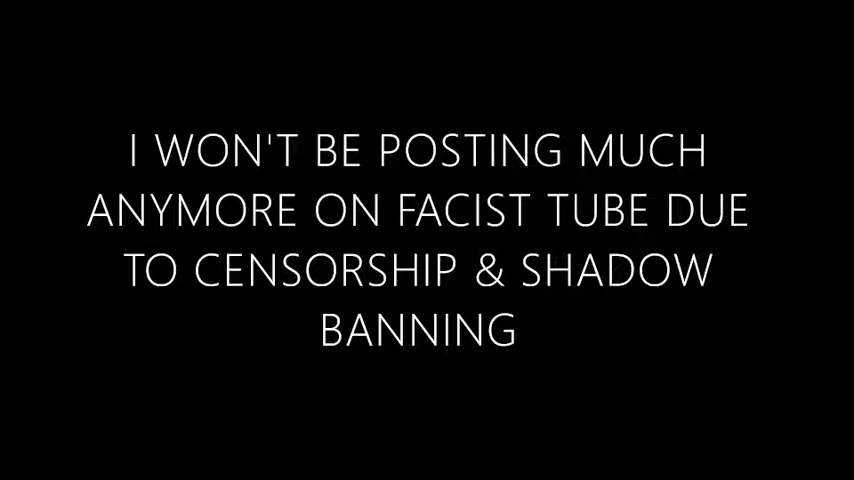 I WON'T BE POSTING MUCH
ANYMORE ON FACIST TUBE DUE
TO CENSORSHIP & SHADOW
BANNING